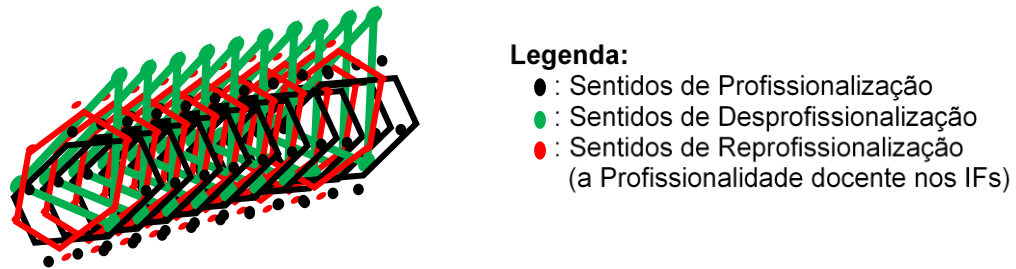 Legenda:
: Sentidos de Profissionalização
: Sentidos de Desprofissionalização
: Sentidos de Reprofissionalização
(a Profissionalidade docente nos IFs)